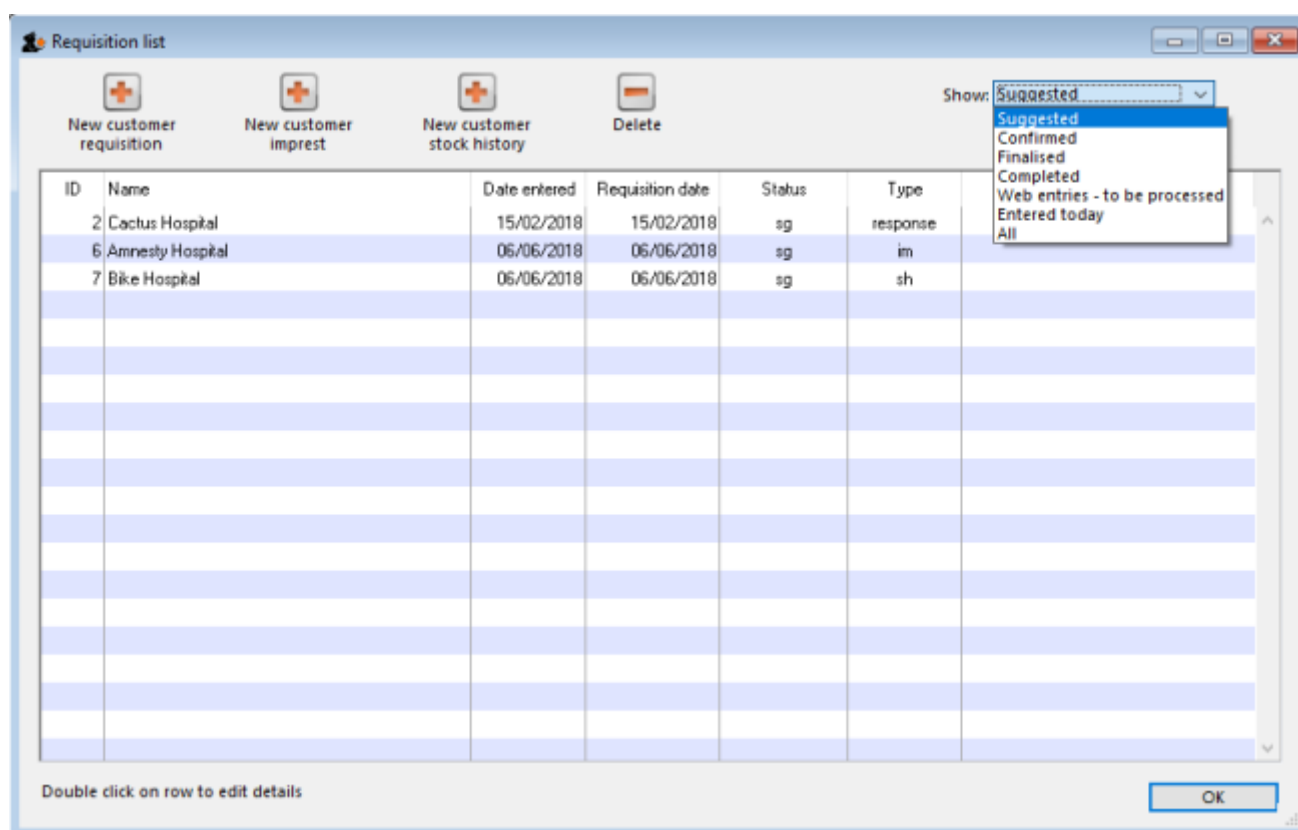 Requisition list
New customer requisition
New customer imprest
New customer stock history
Delete
Show: Suggested
Suggested
Confirmed
Finalised
Completed
Web entries - to be processed
Entered today
All
ID Name Date entered Requisition date Status Type
2 Cactus Hospital 15/02/2018 15/02/2018 sg response
6 Amnesty Hospital 06/06/2018 06/06/2018 sg im
7 Bike Hospital 06/06/2018 06/06/2018 sg sh
Double click on row to edit details
OK